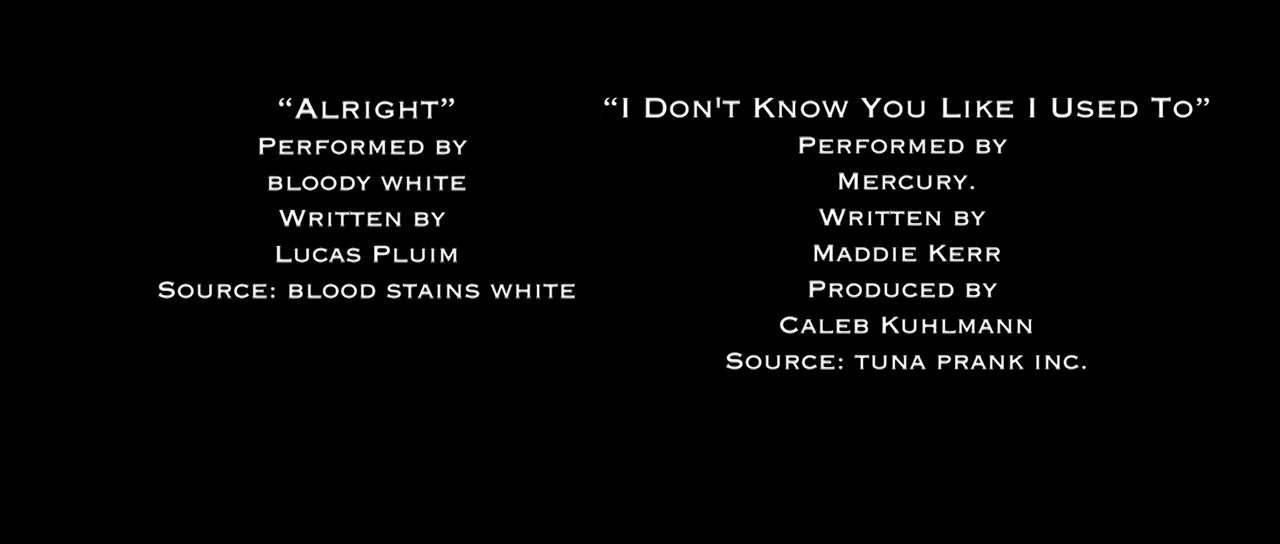 “Alright”
Performed by
bloody white
Written by
Lucas Pluim
Source: blood stains white
“I Don't Know You Like I Used To”
Performed by
Mercury.
Written by
Maddie Kerr
Produced by
Caleb Kuhlmann
Source: tuna prank inc.